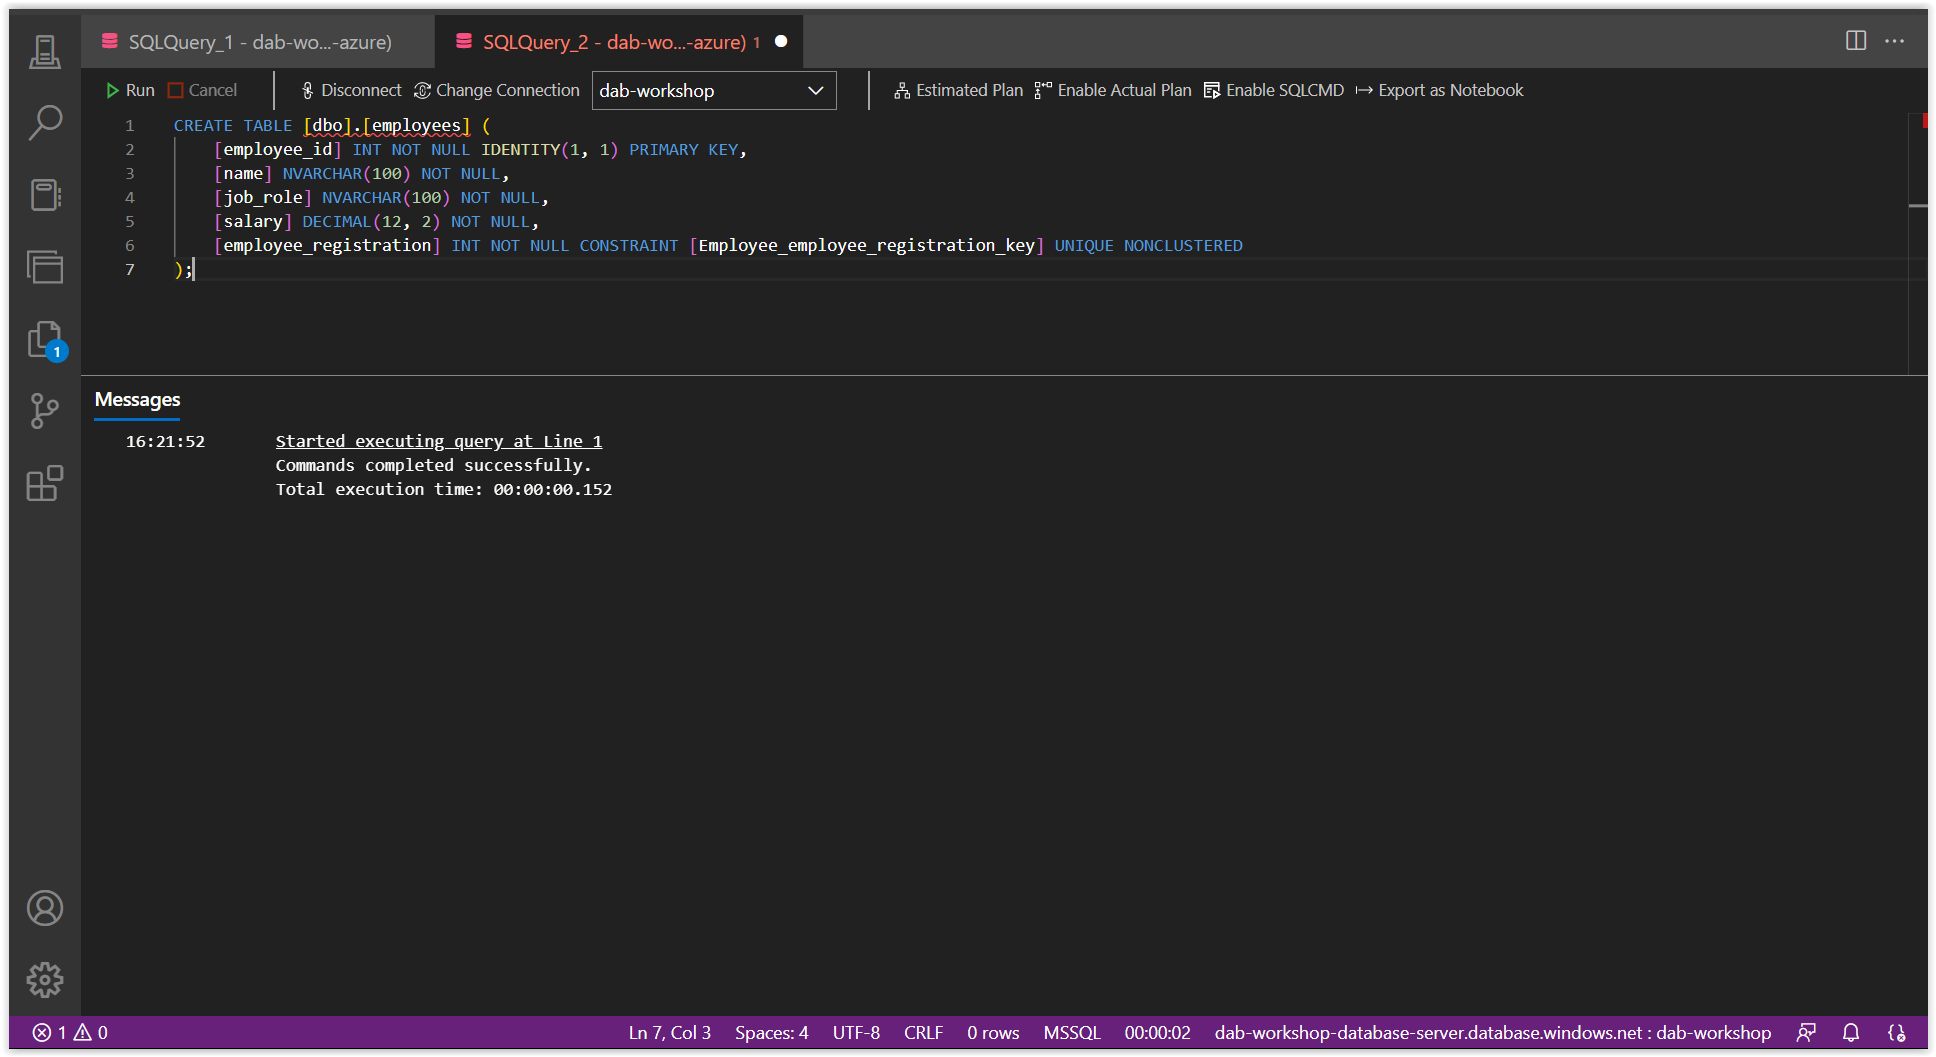 SQLQuery_1 - dab-wo...-azure)
SQLQuery_2 - dab-wo...-azure) 1
Run Cancel Disconnect Change Connection dab-workshop Estimated Plan Enable Actual Plan Enable SQLCMD Export as Notebook
1 CREATE TABLE [dbo].[employees] (
2 [employee_id] INT NOT NULL IDENTITY(1, 1) PRIMARY KEY,
3 [name] NVARCHAR(100) NOT NULL,
4 [job_role] NVARCHAR(100) NOT NULL,
5 [salary] DECIMAL(12, 2) NOT NULL,
6 [employee_registration] INT NOT NULL CONSTRAINT [Employee_employee_registration_key] UNIQUE NONCLUSTERED
7 );
1
Messages
16:21:52 Started executing query at Line 1
Commands completed successfully.
Total execution time: 00:00:00.152
1 0 Ln 7, Col 3 Spaces: 4 UTF-8 CRLF 0 rows MSSQL 00:00:02 dab-workshop-database-server.database.windows.net : dab-workshop